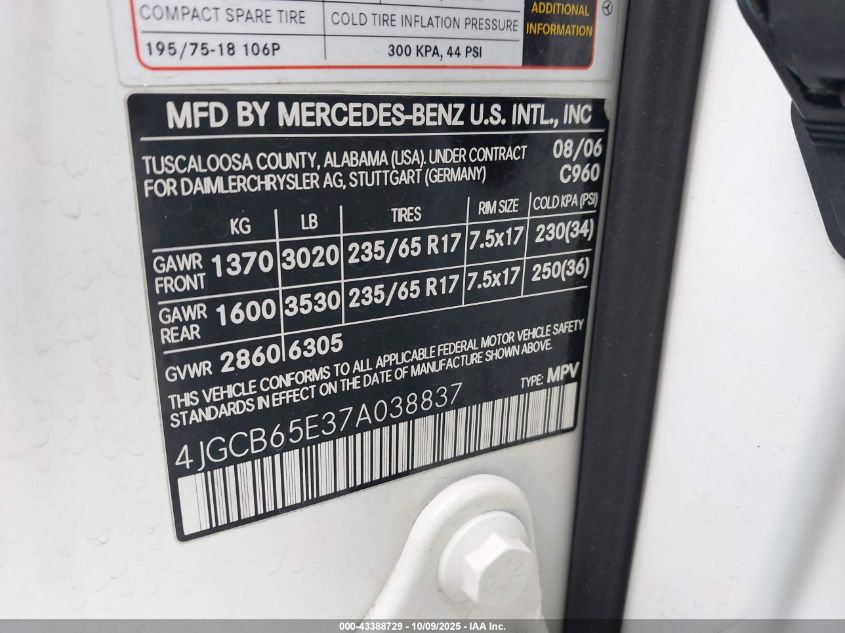 COMPACT SPARE TIRE COLD TIRE INFLATION PRESSURE
195/75-18 106P 300 KPA, 44 PSI
ADDITIONAL
INFORMATION
MFD BY MERCEDES-BENZ U.S. INTL., INC
TUSCALOOSA COUNTY, ALABAMA (USA). UNDER CONTRACT 08/06
FOR DAIMLERCHRYSLER AG, STUTTGART (GERMANY) C960
KG LB TIRES RIM SIZE COLD KPA (PSI)
GAWR FRONT 1370 3020 235/65 R17 7.5x17 230(34)
GAWR REAR 1600 3530 235/65 R17 7.5x17 250(36)
GVWR 2860 6305
THIS VEHICLE CONFORMS TO ALL APPLICABLE FEDERAL MOTOR VEHICLE SAFETY
STANDARDS IN EFFECT ON THE DATE OF MANUFACTURE SHOWN ABOVE.
TYPE: MPV
4JGCB65E37A038837
000-43388729 - 10/09/2025 - IAA Inc.